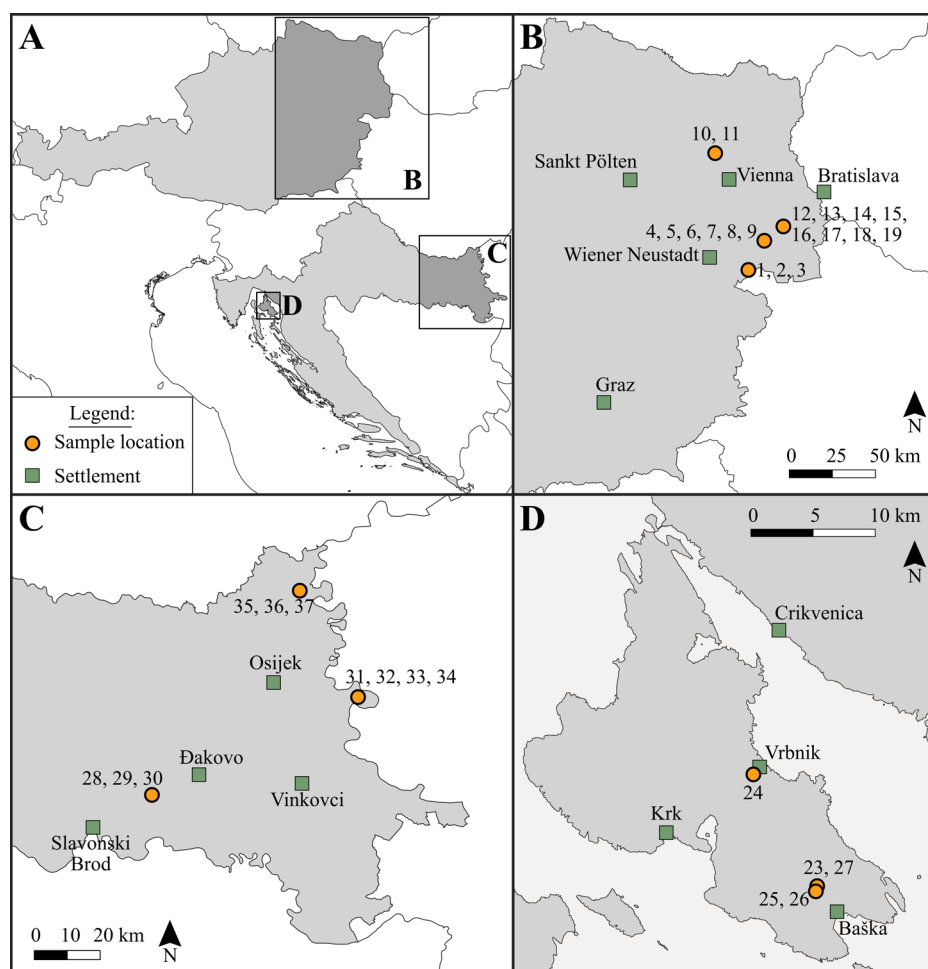 A
B
C
D
Legend:
Sample location
Settlement
B
10, 11
Sankt Pölten
Vienna
Bratislava
12, 13, 14, 15,
16, 17, 18, 19
4, 5, 6, 7, 8, 9
Wiener Neustadt
1, 2, 3
Graz
N
0 25 50 km
C
35, 36, 37
Osijek
31, 32, 33, 34
Đakovo
28, 29, 30
Vinkovci
Slavonski
Brod
N
0 10 20 km
D
0 5 10 km
N
Crikvenica
Vrbnik
24
Krk
23, 27
25, 26
Baška